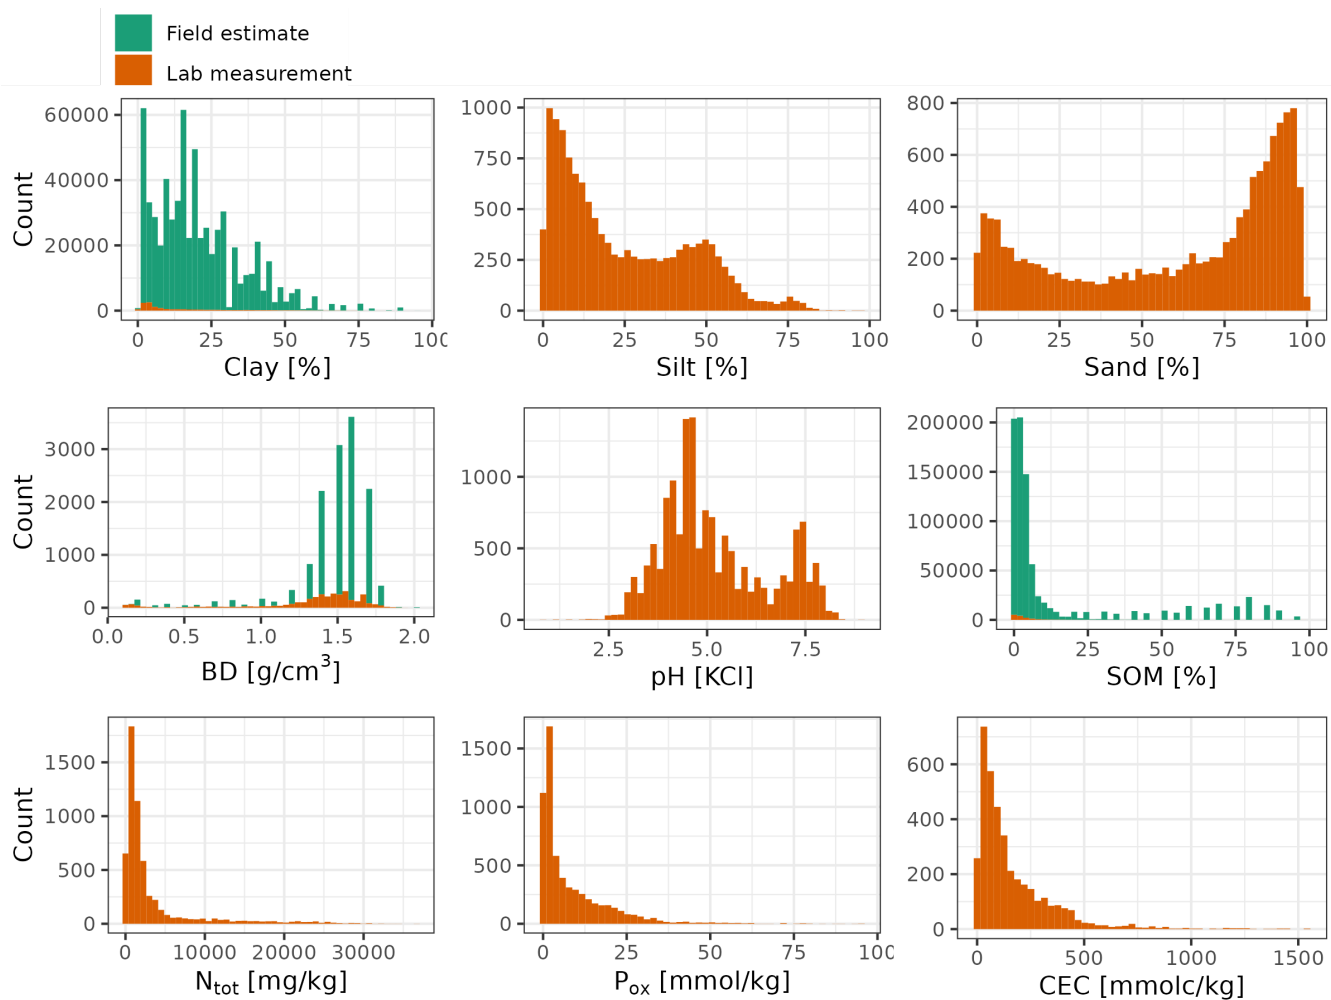 Field estimate
Lab measurement
Count
60000
40000
20000
0
0 25 50 75 100
Clay [%]
1000
750
500
250
0
0 25 50 75 100
Silt [%]
800
600
400
200
0
0 25 50 75 100
Sand [%]
Count
3000
2000
1000
0
0.0 0.5 1.0 1.5 2.0
BD [g/cm³]
1000
500
0
2.5 5.0 7.5
pH [KCl]
200000
150000
100000
50000
0
0 25 50 75 100
SOM [%]
Count
1500
1000
500
0
0 10000 20000 30000
Nₜₒₜ [mg/kg]
1500
1000
500
0
0 25 50 75 100
Pₒₓ [mmol/kg]
600
400
200
0
0 500 1000 1500
CEC [mmolc/kg]